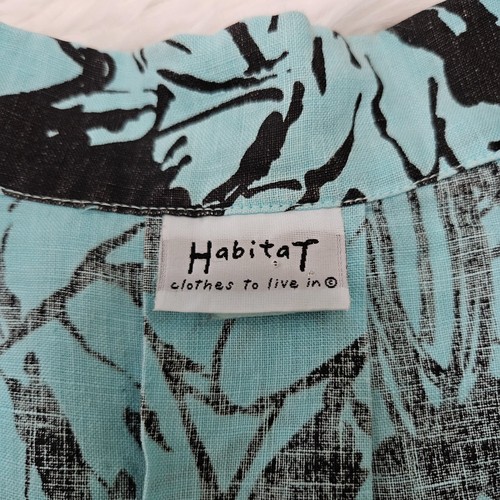 HabitaT
clothes to live in ©